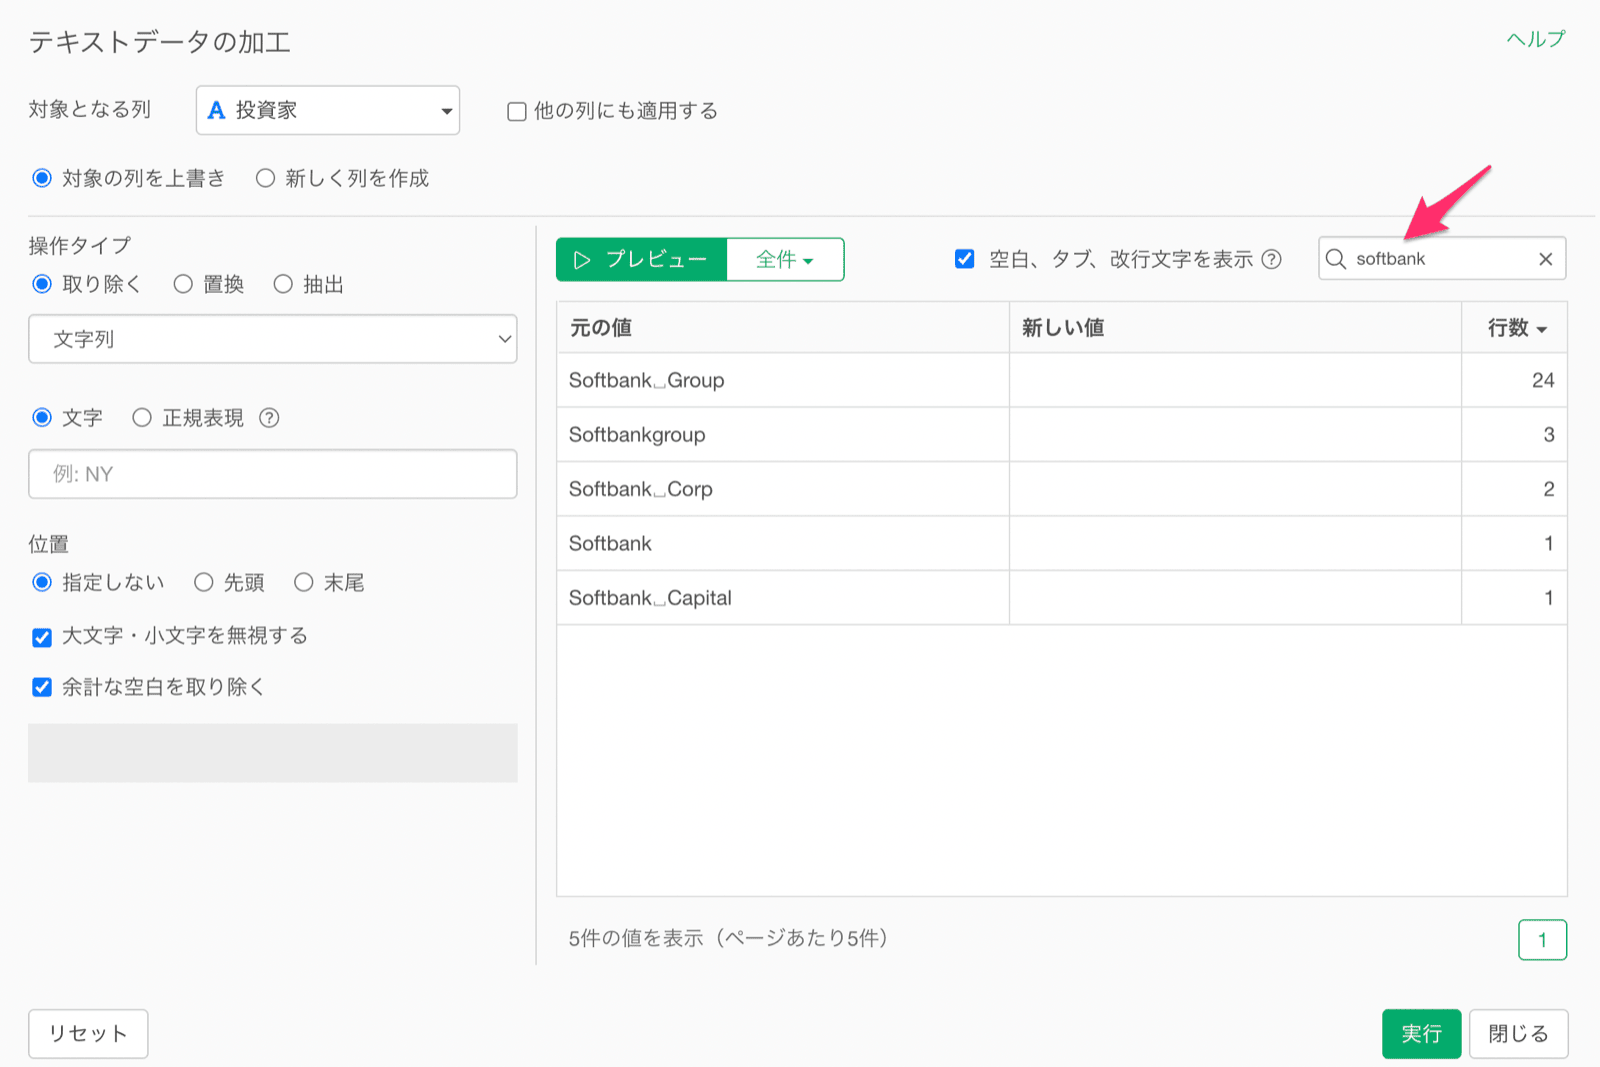 テキストデータの加工
ヘルプ
対象となる列
A 投資家
他の列にも適用する
対象の列を上書き 新しく列を作成
操作タイプ
取り除く 置換 抽出
文字列
文字 正規表現 ?
例: NY
位置
指定しない 先頭 末尾
大文字・小文字を無視する
余計な空白を取り除く
プレビュー 全件
空白、タブ、改行文字を表示 ?
softbank ×
元の値 新しい値 行数
Softbank␣Group 24
Softbankgroup 3
Softbank␣Corp 2
Softbank 1
Softbank␣Capital 1
5件の値を表示（ページあたり5件）
1
リセット
実行 閉じる